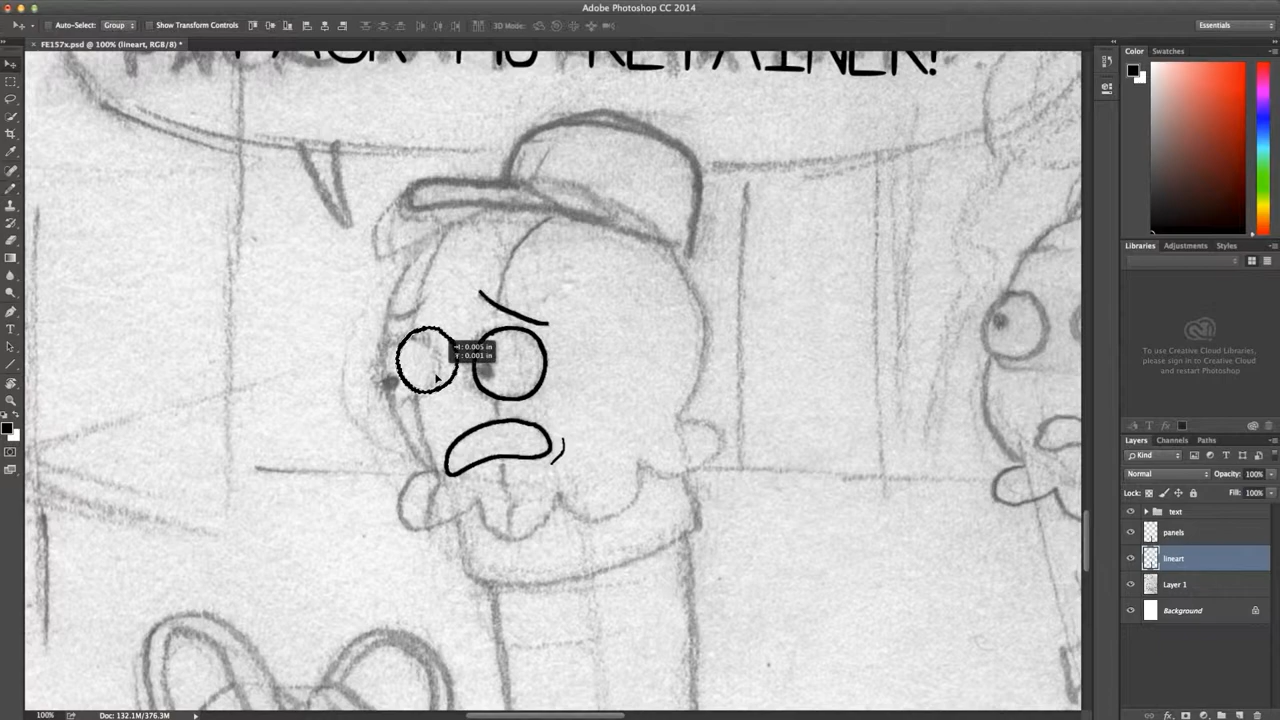 Adobe Photoshop CC 2014
Auto-Select: Group Show Transform Controls 3D Mode: Essentials
× FE157x.psd @ 100% (lineart, RGB/8) *
MY RETAINER!
Color Swatches
Libraries Adjustments Styles
To use Creative Cloud Libraries,
please sign in to Creative Cloud
and restart Photoshop
Layers Channels Paths
Kind
Normal Opacity: 100%
Lock: Fill: 100%
text
panels
lineart
Layer 1
Background
100% Doc: 132.1M/376.3M